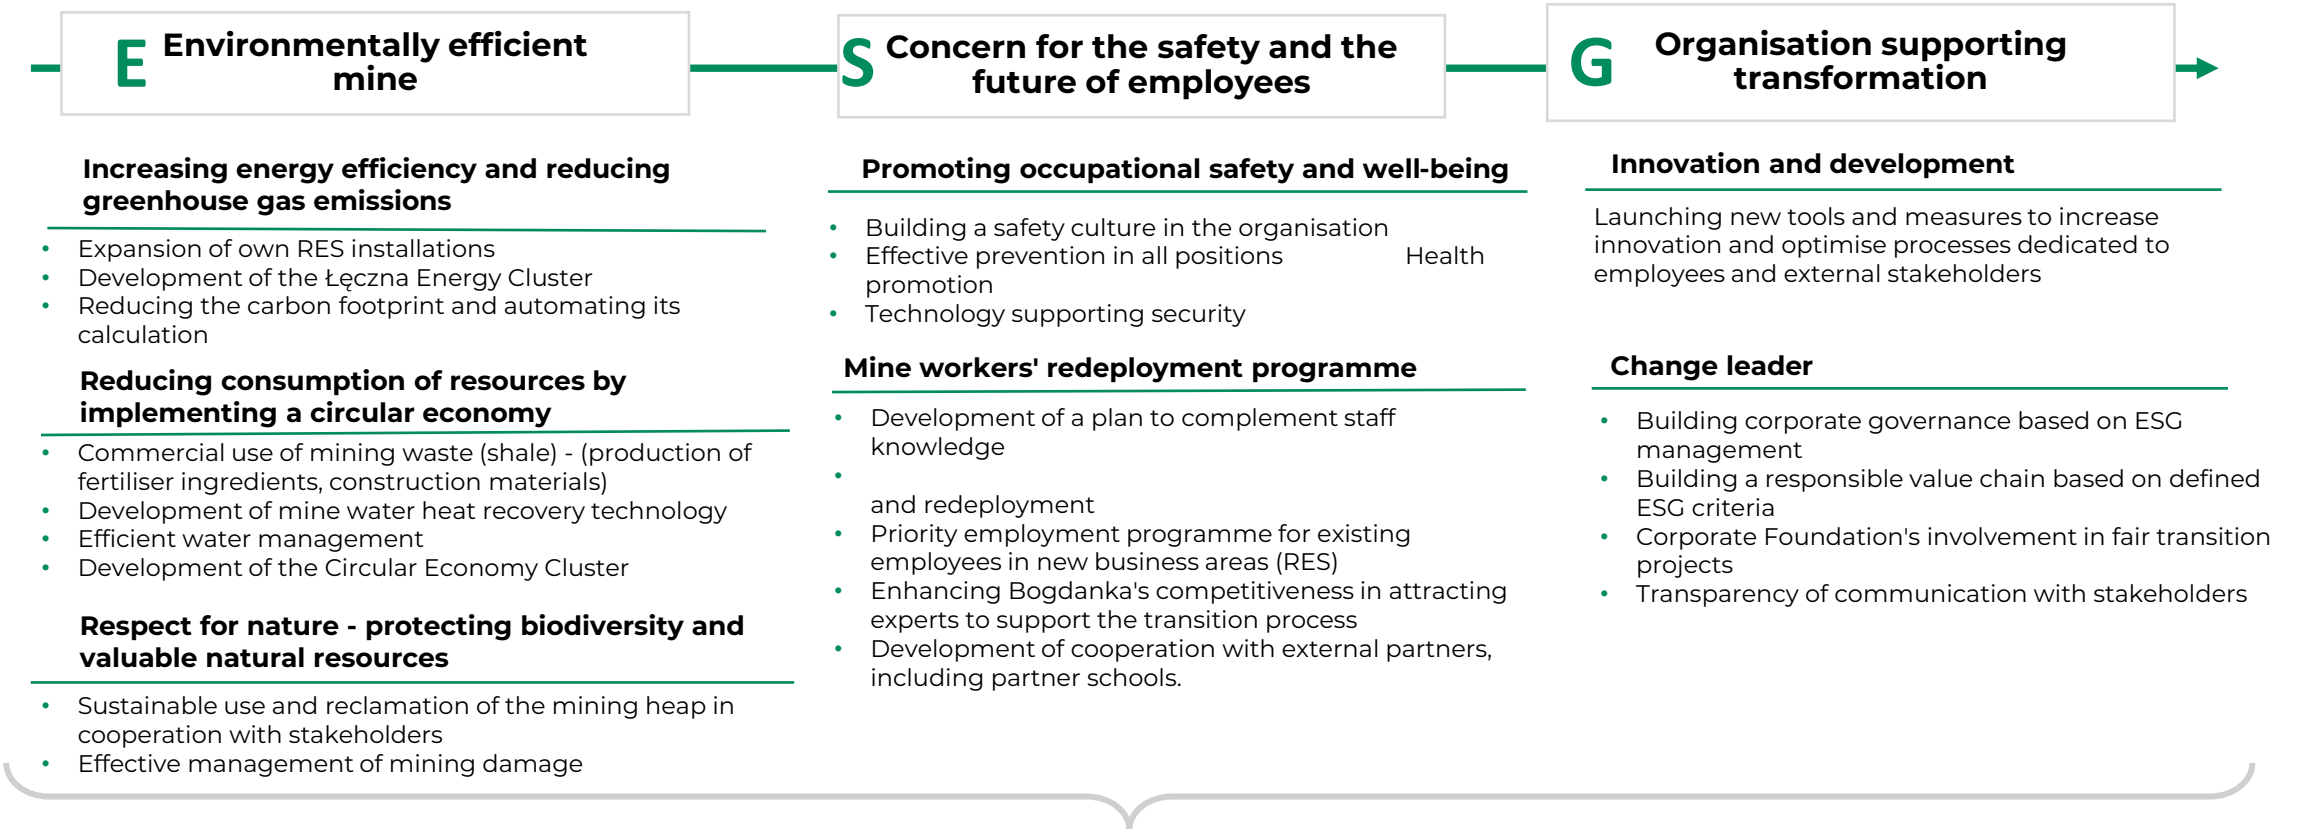 E
Environmentally efficient
mine
Increasing energy efficiency and reducing
greenhouse gas emissions
• Expansion of own RES installations
• Development of the Łęczna Energy Cluster
• Reducing the carbon footprint and automating its
calculation
Reducing consumption of resources by
implementing a circular economy
• Commercial use of mining waste (shale) - (production of
fertiliser ingredients, construction materials)
• Development of mine water heat recovery technology
• Efficient water management
• Development of the Circular Economy Cluster
Respect for nature - protecting biodiversity and
valuable natural resources
• Sustainable use and reclamation of the mining heap in
cooperation with stakeholders
• Effective management of mining damage
S
Concern for the safety and the
future of employees
Promoting occupational safety and well-being
• Building a safety culture in the organisation
• Effective prevention in all positions Health
promotion
• Technology supporting security
Mine workers' redeployment programme
• Development of a plan to complement staff
knowledge
•
and redeployment
• Priority employment programme for existing
employees in new business areas (RES)
• Enhancing Bogdanka's competitiveness in attracting
experts to support the transition process
• Development of cooperation with external partners,
including partner schools.
G
Organisation supporting
transformation
Innovation and development
Launching new tools and measures to increase
innovation and optimise processes dedicated to
employees and external stakeholders
Change leader
• Building corporate governance based on ESG
management
• Building a responsible value chain based on defined
ESG criteria
• Corporate Foundation's involvement in fair transition
projects
• Transparency of communication with stakeholders